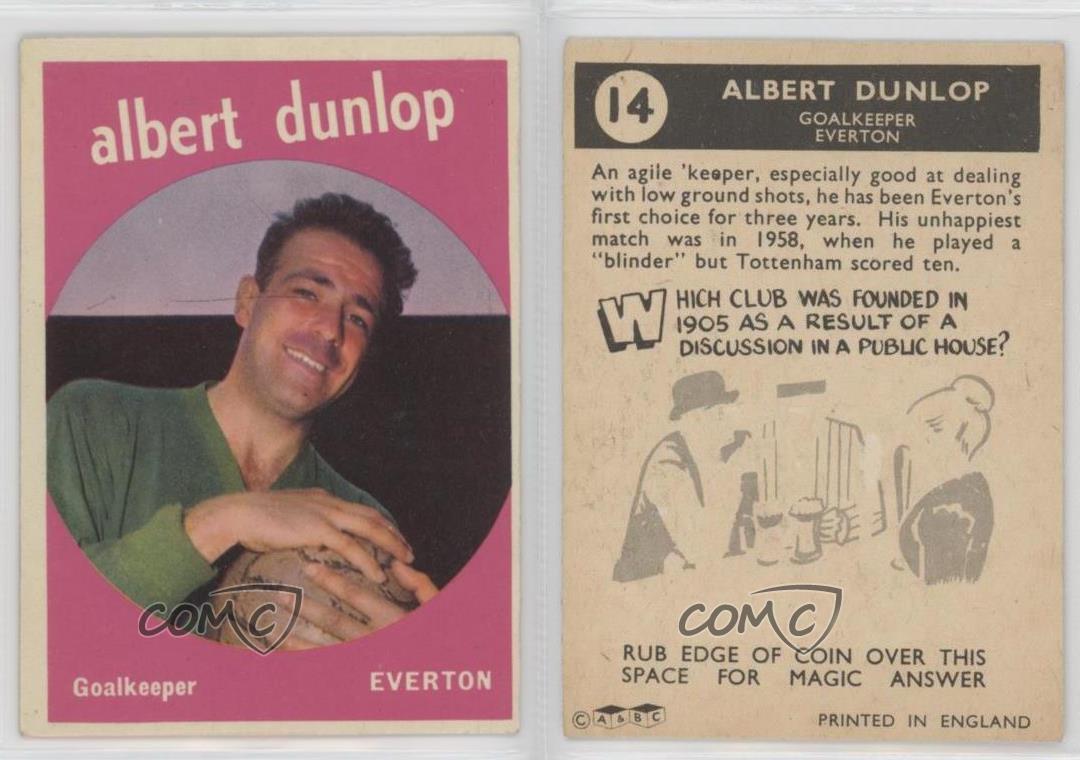 albert dunlop
Goalkeeper
EVERTON
COMC
14
ALBERT DUNLOP
GOALKEEPER
EVERTON
An agile 'keeper, especially good at dealing
with low ground shots, he has been Everton's
first choice for three years. His unhappiest
match was in 1958, when he played a
"blinder" but Tottenham scored ten.
WHICH CLUB WAS FOUNDED IN
1905 AS A RESULT OF A
DISCUSSION IN A PUBLIC HOUSE?
COMC
RUB EDGE OF COIN OVER THIS
SPACE FOR MAGIC ANSWER
© A & B C
PRINTED IN ENGLAND